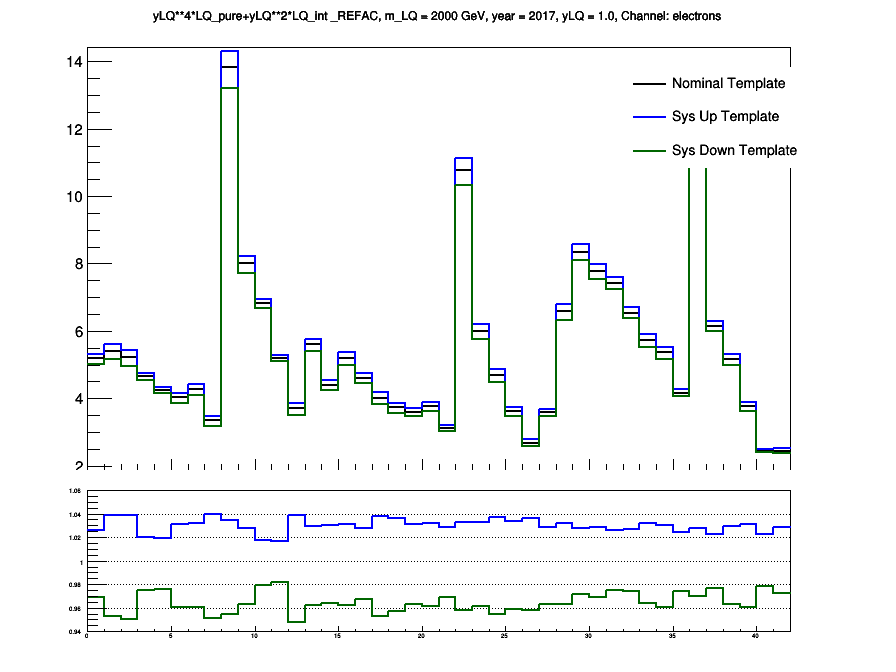 yLQ**4*LQ_pure+yLQ**2*LQ_int _REFAC, m_LQ = 2000 GeV, year = 2017, yLQ = 1.0, Channel: electrons
14
12
10
8
6
4
2
Nominal Template
Sys Up Template
Sys Down Template
1.06
1.04
1.02
1
0.98
0.96
0.94
0 5 10 15 20 25 30 35 40